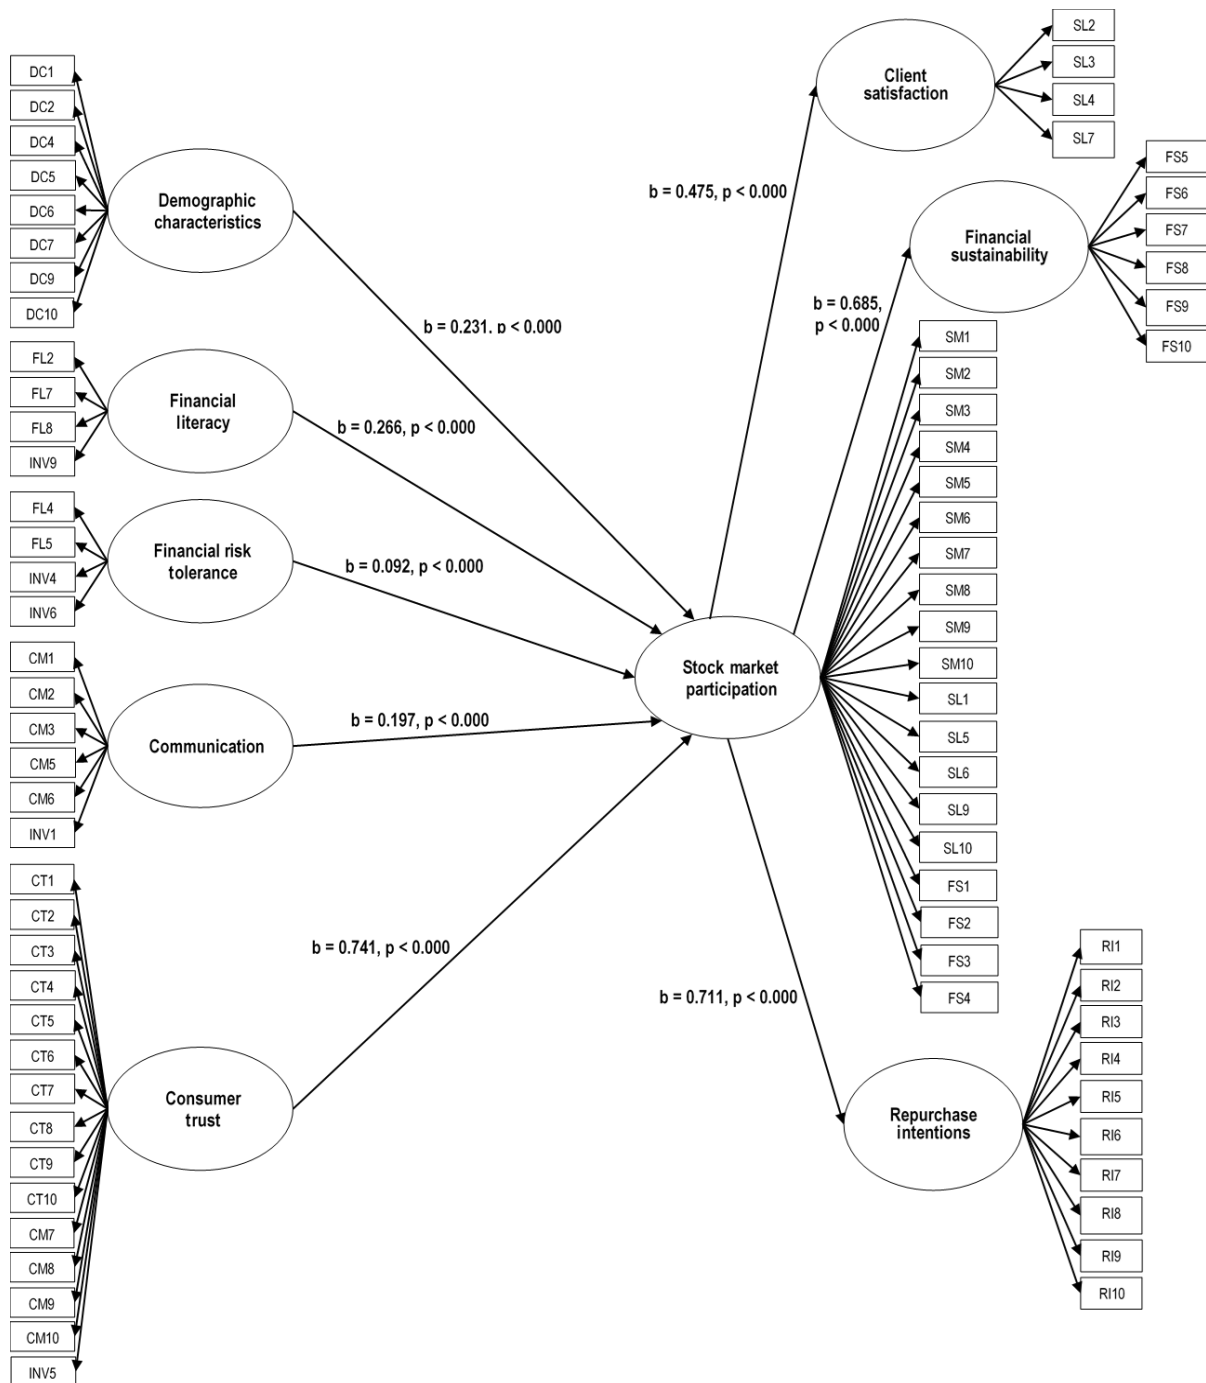 DC1
DC2
DC4
DC5
DC6
DC7
DC9
DC10
Demographic
characteristics
b = 0.231, p < 0.000
FL2
FL7
FL8
INV9
Financial
literacy
b = 0.266, p < 0.000
FL4
FL5
INV4
INV6
Financial risk
tolerance
b = 0.092, p < 0.000
CM1
CM2
CM3
CM5
CM6
INV1
Communication
b = 0.197, p < 0.000
CT1
CT2
CT3
CT4
CT5
CT6
CT7
CT8
CT9
CT10
CM7
CM8
CM9
CM10
INV5
Consumer
trust
b = 0.741, p < 0.000
Stock market
participation
SM1
SM2
SM3
SM4
SM5
SM6
SM7
SM8
SM9
SM10
SL1
SL5
SL6
SL9
SL10
FS1
FS2
FS3
FS4
b = 0.475, p < 0.000
Client
satisfaction
SL2
SL3
SL4
SL7
b = 0.685,
p < 0.000
Financial
sustainability
FS5
FS6
FS7
FS8
FS9
FS10
b = 0.711, p < 0.000
Repurchase
intentions
RI1
RI2
RI3
RI4
RI5
RI6
RI7
RI8
RI9
RI10